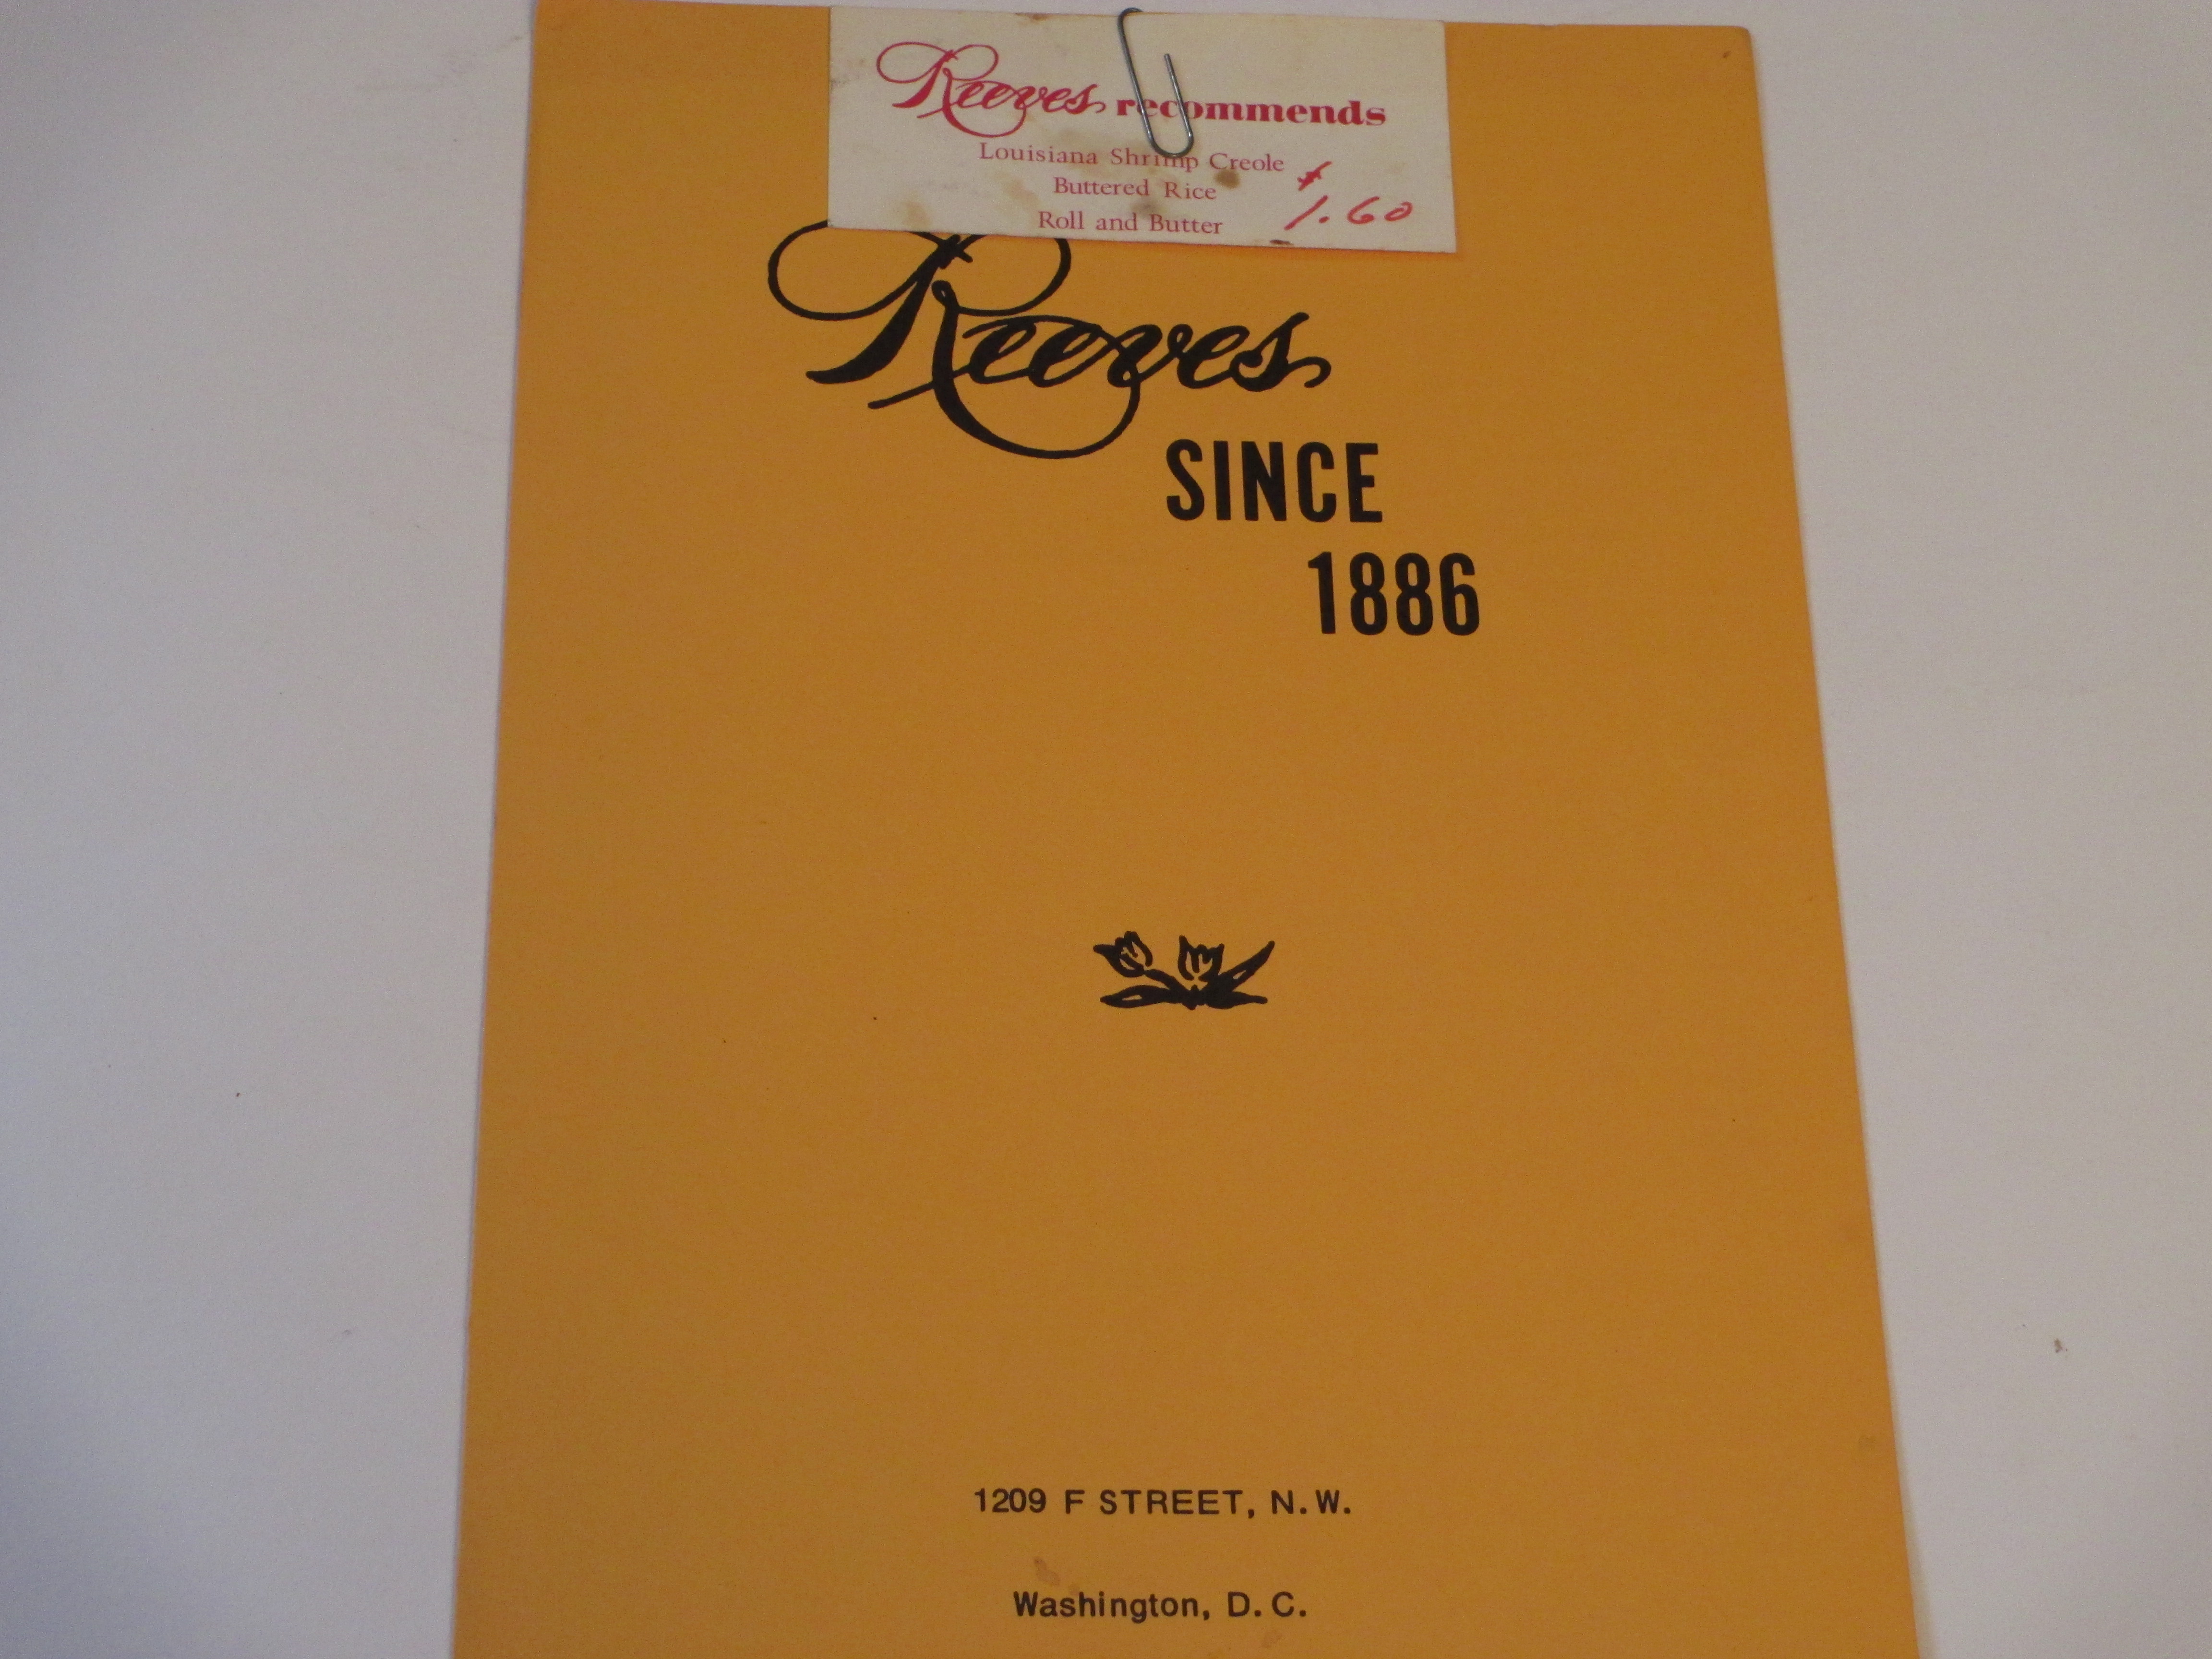 Reeves recommends
Louisiana Shrimp Creole
Buttered Rice
Roll and Butter
$1.60
Reeves
SINCE
1886
1209 F STREET, N.W.
Washington, D.C.